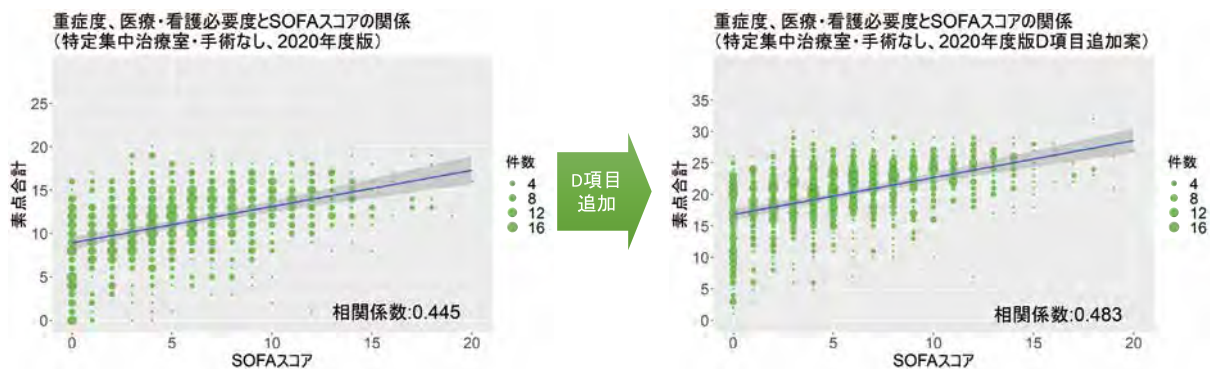 重症度、医療・看護必要度とSOFAスコアの関係
（特定集中治療室・手術なし、2020年度版）
素点合計
25
20
15
10
5
0
0
5
10
15
20
SOFAスコア
相関係数:0.445
件数
4
8
12
16
D項目
追加
重症度、医療・看護必要度とSOFAスコアの関係
（特定集中治療室・手術なし、2020年度版D項目追加案）
素点合計
35
30
25
20
15
10
5
0
0
5
10
15
20
SOFAスコア
相関係数:0.483
件数
4
8
12
16